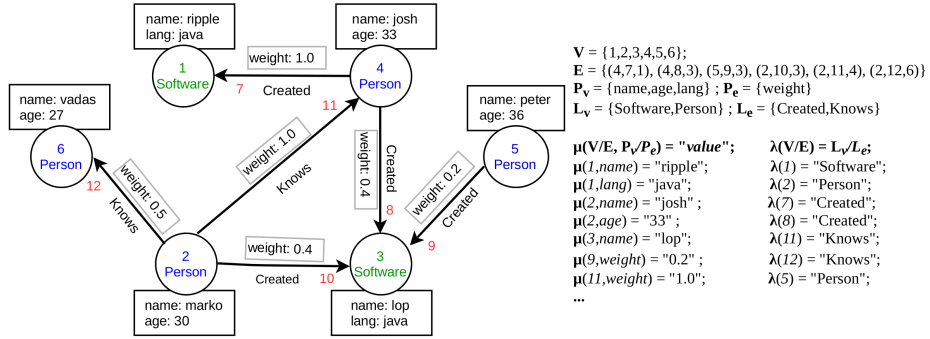 name: ripple
lang: java
1
Software
7
weight: 1.0
Created
name: josh
age: 33
4
Person
11
name: vadas
age: 27
6
Person
12
weight: 0.5
Knows
weight: 1.0
Knows
weight: 0.4
Created
8
name: peter
age: 36
5
Person
weight: 0.2
Created
9
2
Person
name: marko
age: 30
weight: 0.4
Created
10
3
Software
name: lop
lang: java
V = {1,2,3,4,5,6};
E = {(4,7,1), (4,8,3), (5,9,3), (2,10,3), (2,11,4), (2,12,6)}
Pv = {name,age,lang} ; Pe = {weight}
Lv = {Software,Person} ; Le = {Created,Knows}
μ(V/E, Pv/Pe) = "value"; λ(V/E) = Lv/Le;
μ(1,name) = "ripple"; λ(1) = "Software";
μ(1,lang) = "java"; λ(2) = "Person";
μ(2,name) = "josh" ; λ(7) = "Created";
μ(2,age) = "33" ; λ(8) = "Created";
μ(3,name) = "lop"; λ(11) = "Knows";
μ(9,weight) = "0.2" ; λ(12) = "Knows";
μ(11,weight) = "1.0"; λ(5) = "Person";
...